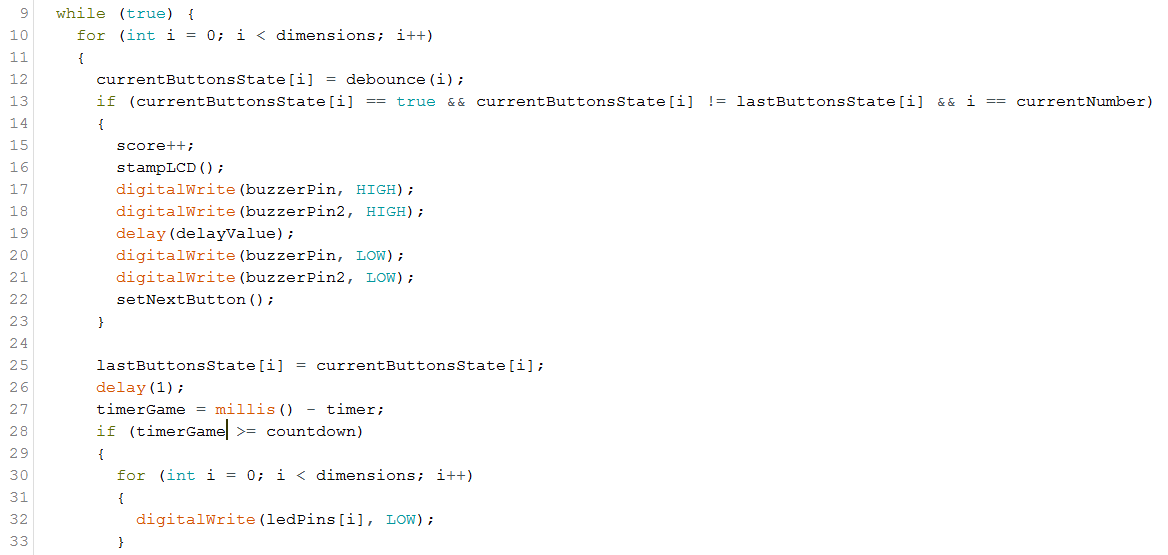 9 while (true) {
10 for (int i = 0; i < dimensions; i++)
11 {
12 currentButtonsState[i] = debounce(i);
13 if (currentButtonsState[i] == true && currentButtonsState[i] != lastButtonsState[i] && i == currentNumber)
14 {
15 score++;
16 stampLCD();
17 digitalWrite(buzzerPin, HIGH);
18 digitalWrite(buzzerPin2, HIGH);
19 delay(delayValue);
20 digitalWrite(buzzerPin, LOW);
21 digitalWrite(buzzerPin2, LOW);
22 setNextButton();
23 }
24
25 lastButtonsState[i] = currentButtonsState[i];
26 delay(1);
27 timerGame = millis() - timer;
28 if (timerGame >= countdown)
29 {
30 for (int i = 0; i < dimensions; i++)
31 {
32 digitalWrite(ledPins[i], LOW);
33 }